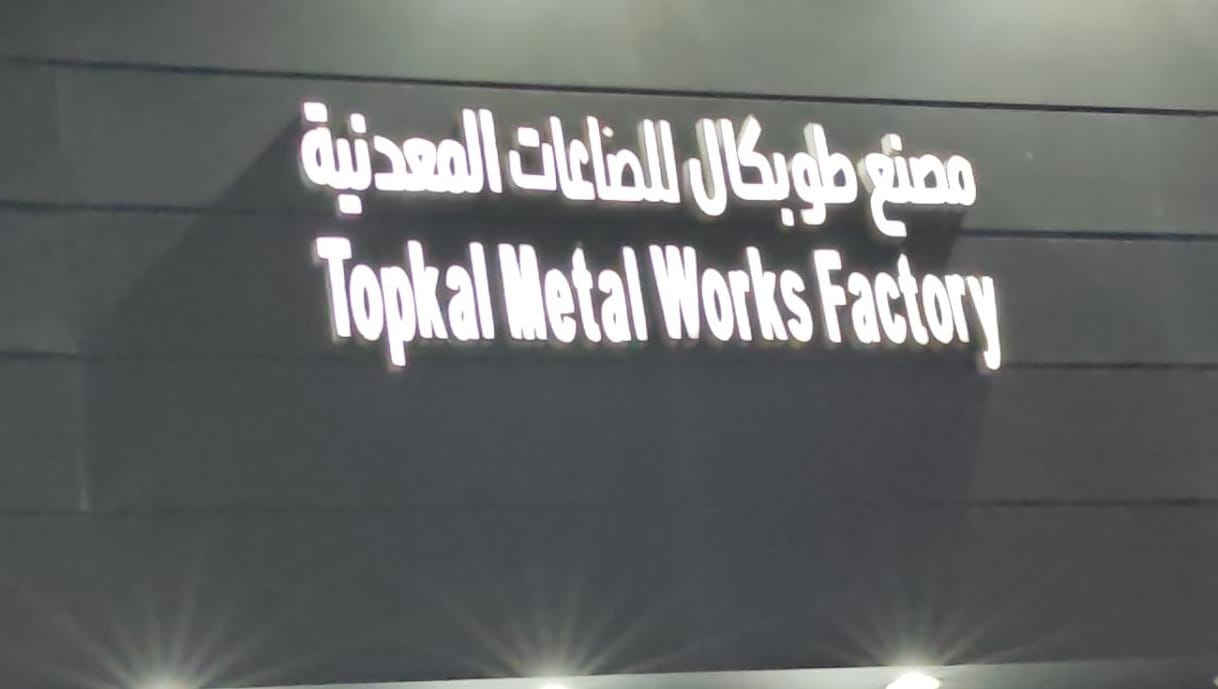 مصنع طوبكال للصناعات المعدنية
Topkal Metal Works Factory